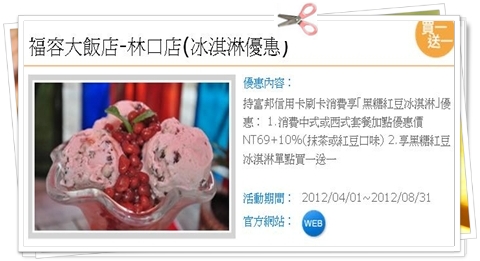 買一
送一
福容大飯店-林口店(冰淇淋優惠)
優惠內容：
持富邦信用卡刷卡消費享「黑糖紅豆冰淇淋」優
惠： 1.消費中式或西式套餐加點優惠價
NT69+10%(抹茶或紅豆口味) 2.享黑糖紅豆
冰淇淋單點買一送一
活動期間： 2012/04/01~2012/08/31
官方網站： WEB